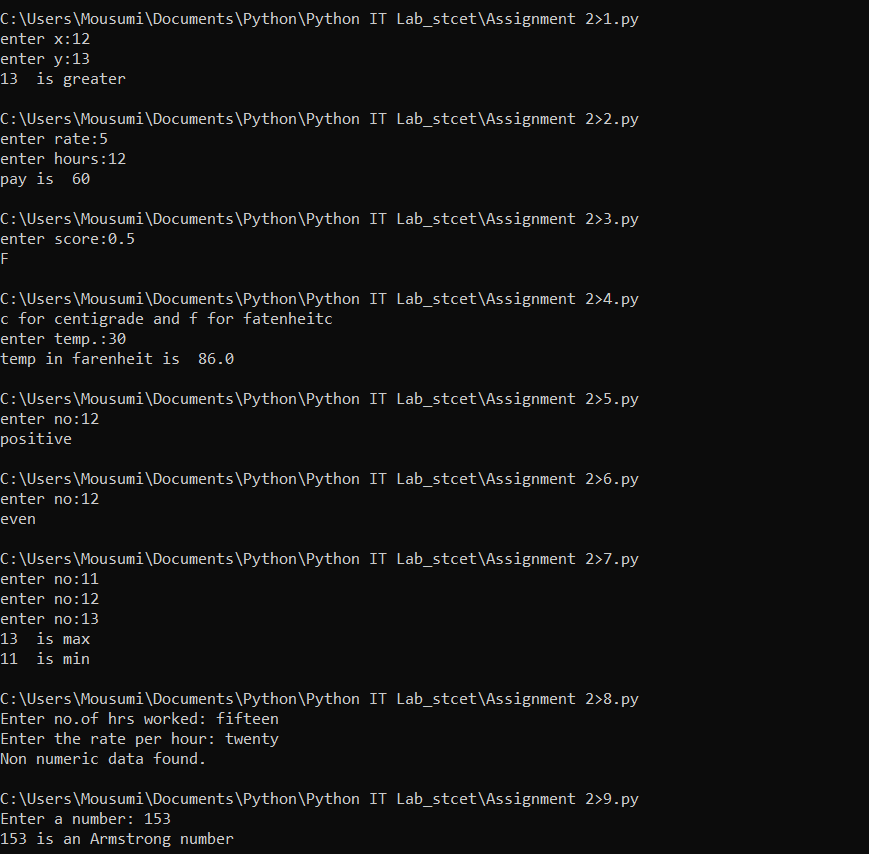 C:\Users\Mousumi\Documents\Python\Python IT Lab_stcet\Assignment 2>1.py
enter x:12
enter y:13
13  is greater
C:\Users\Mousumi\Documents\Python\Python IT Lab_stcet\Assignment 2>2.py
enter rate:5
enter hours:12
pay is  60
C:\Users\Mousumi\Documents\Python\Python IT Lab_stcet\Assignment 2>3.py
enter score:0.5
F
C:\Users\Mousumi\Documents\Python\Python IT Lab_stcet\Assignment 2>4.py
c for centigrade and f for fatenheitc
enter temp.:30
temp in farenheit is  86.0
C:\Users\Mousumi\Documents\Python\Python IT Lab_stcet\Assignment 2>5.py
enter no:12
positive
C:\Users\Mousumi\Documents\Python\Python IT Lab_stcet\Assignment 2>6.py
enter no:12
even
C:\Users\Mousumi\Documents\Python\Python IT Lab_stcet\Assignment 2>7.py
enter no:11
enter no:12
enter no:13
13  is max
11  is min
C:\Users\Mousumi\Documents\Python\Python IT Lab_stcet\Assignment 2>8.py
Enter no.of hrs worked: fifteen
Enter the rate per hour: twenty
Non numeric data found.
C:\Users\Mousumi\Documents\Python\Python IT Lab_stcet\Assignment 2>9.py
Enter a number: 153
153 is an Armstrong number